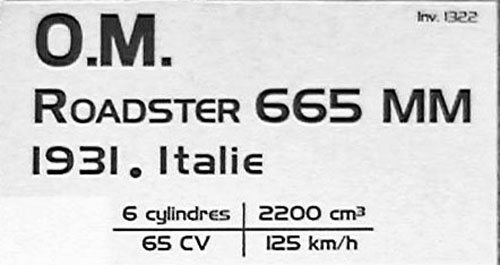 Inv. 1322
O.M.
ROADSTER 665 MM
1931. Italie
6 cylindres | 2200 cm³
65 CV | 125 km/h